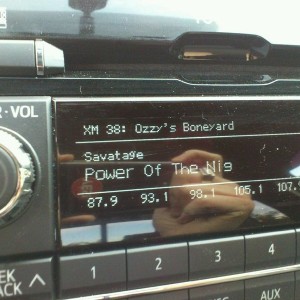 R·VOL
XM 38: Ozzy's Boneyard
Savatage
Power Of The Nig
87.9 93.1 98.1 105.1 107.
1 2 3 4
EEK
ACK
AUX